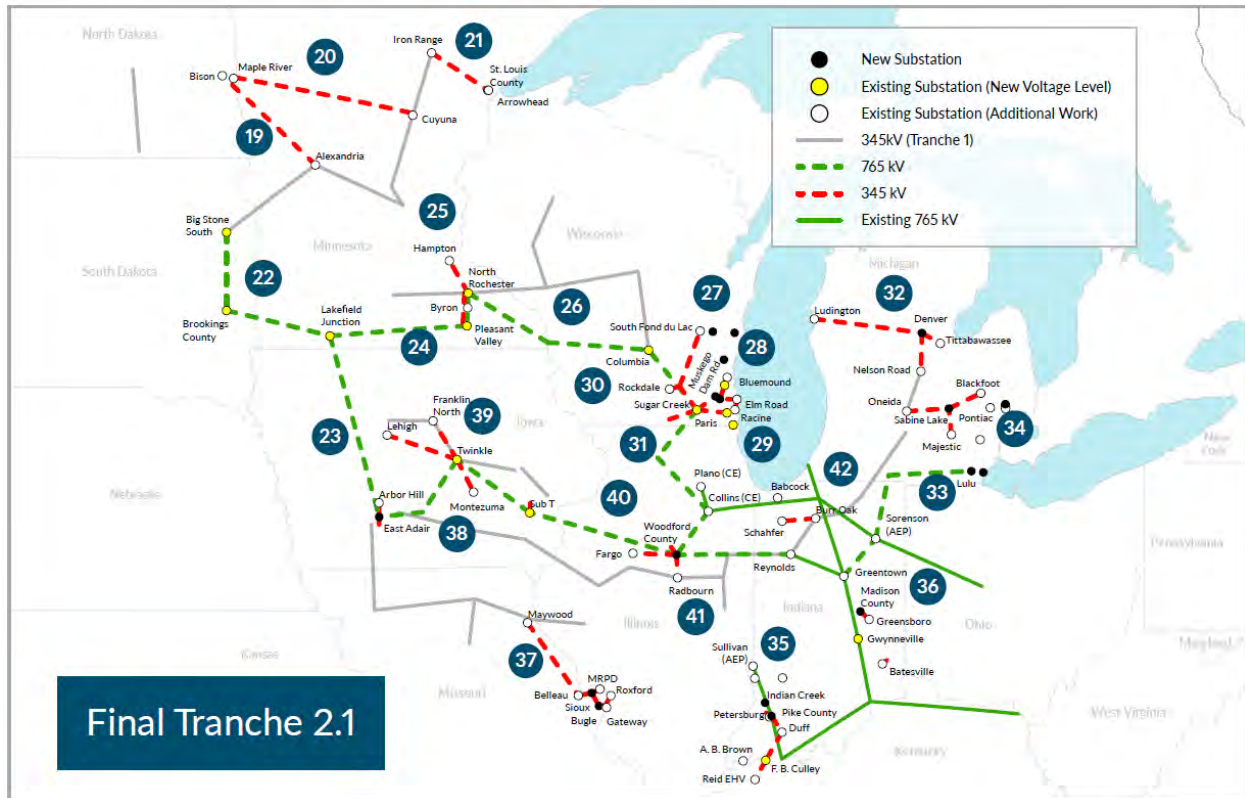 North Dakota
20
Iron Range
21
Bison
Maple River
St. Louis
County
Arrowhead
Cuyuna
19
Alexandria
New Substation
Existing Substation (New Voltage Level)
Existing Substation (Additional Work)
345kV (Tranche 1)
765 kV
345 kV
Existing 765 kV
Big Stone
South
25
Minnesota
Hampton
Wisconsin
South Dakota
22
North
Rochester
Michigan
Brookings
County
Lakefield
Junction
Byron
26
27
32
Ludington
Denver
24
Pleasant
Valley
South Fond du Lac
Tittabawassee
Columbia
28
Nelson Road
30
Rockdale
Muskego
Dam Rd
Bluemound
Blackfoot
Franklin
North
39
Sugar Creek
Elm Road
Oneida
Sabine Lake
Pontiac
Lehigh
Iowa
Paris
Racine
Majestic
34
23
Twinkle
31
29
New
York
42
Nebraska
Plano (CE)
Babcock
33
Lulu
Arbor Hill
Montezuma
Sub T
40
Collins (CE)
Burr Oak
East Adair
Woodford
County
Schahfer
Sorenson
(AEP)
Pennsylvania
38
Fargo
Reynolds
Greentown
36
Radbourn
Madison
County
Maywood
Illinois
41
Indiana
Greensboro
Ohio
Gwynneville
Kansas
37
Sullivan
(AEP)
35
Batesville
Maryland
Missouri
MRPD
Belleau
Roxford
Sioux
Indian Creek
Bugle
Gateway
Petersburg
Pike County
West Virginia
Duff
Final Tranche 2.1
A. B. Brown
Kentucky
F. B. Culley
Reid EHV